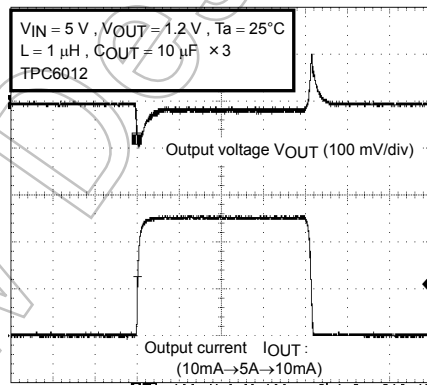 VIN = 5 V , VOUT = 1.2 V , Ta = 25°C
L = 1 μH , COUT = 10 μF × 3
TPC6012
Output voltage VOUT (100 mV/div)
Output current IOUT :
(10mA→5A→10mA)